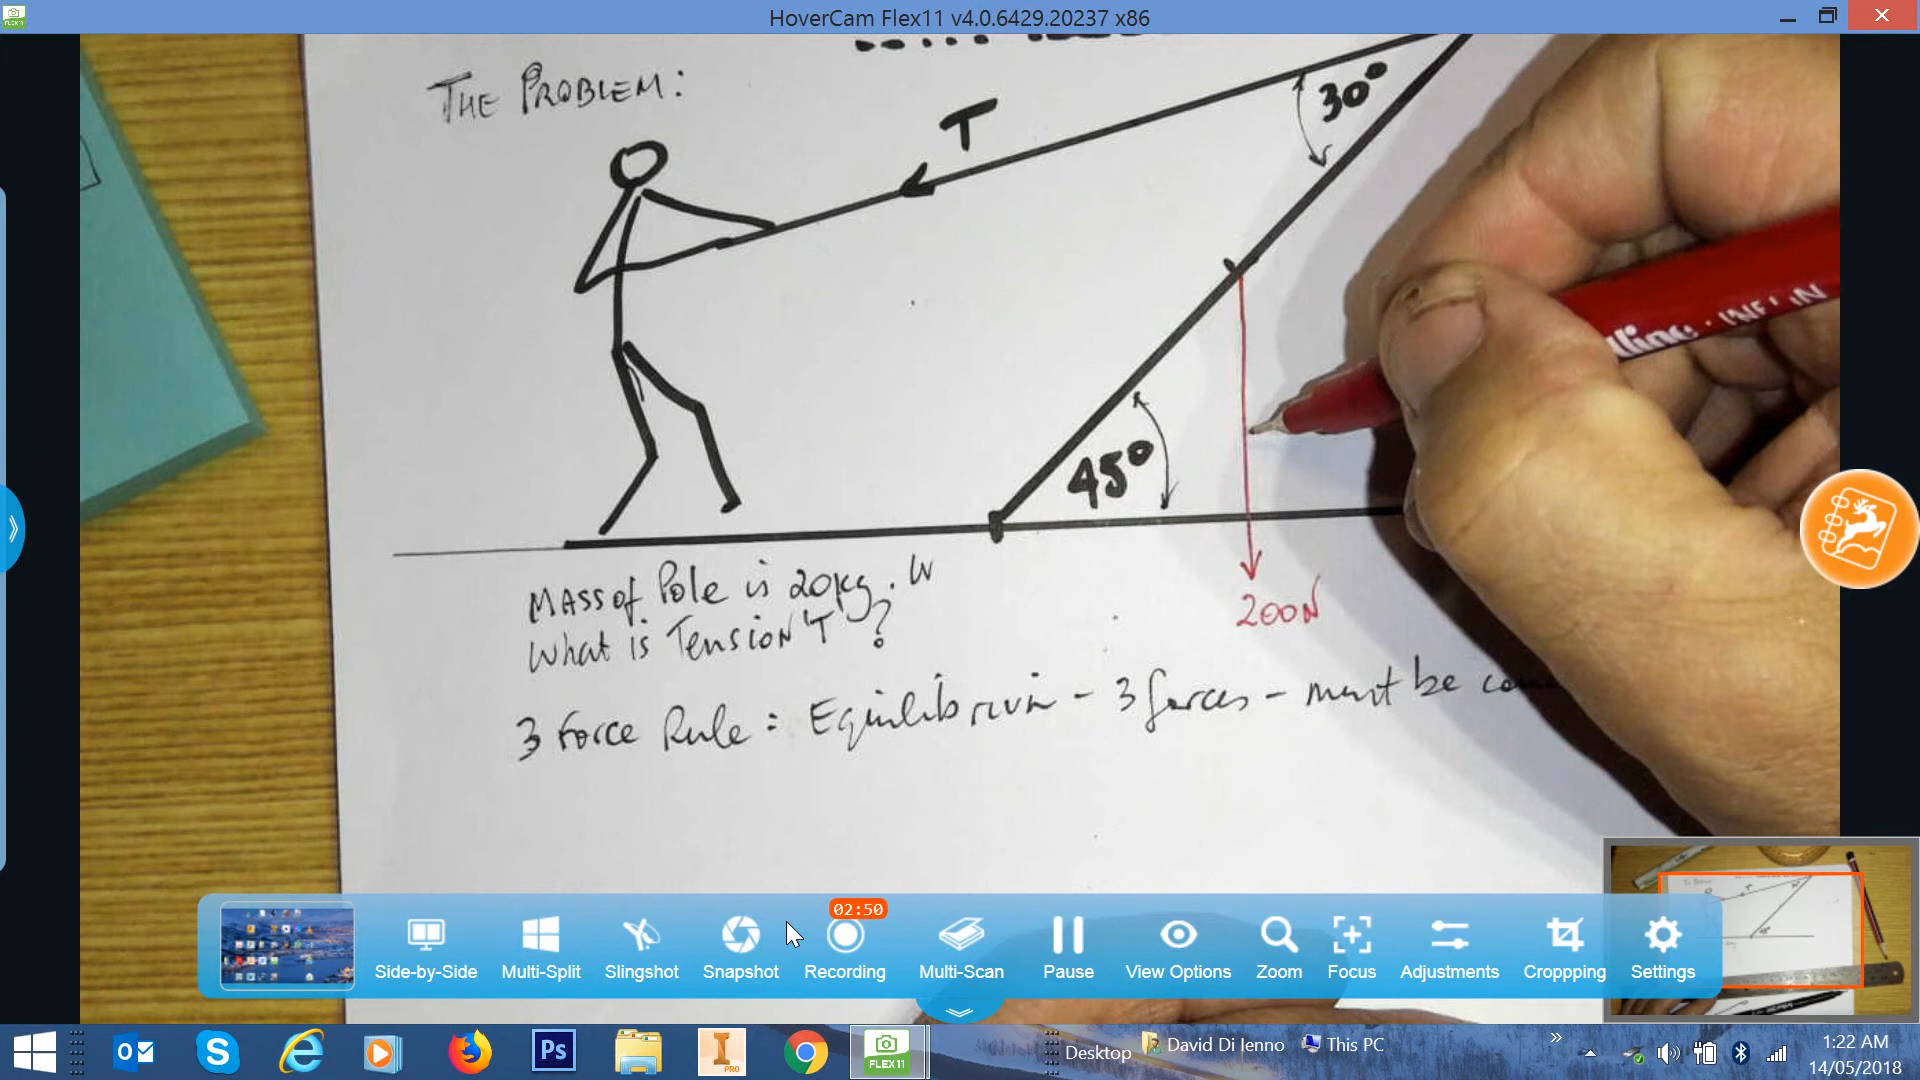 HoverCam Flex11 v4.0.6429.20237 x86
THE PROBLEM:
T
30°
45°
200N
MASS of Pole is 20kg. W
What is Tension 'T' ?
3 Force Rule = Equilibrium - 3 forces - must be
02:50
Side-by-Side
Multi-Split
Slingshot
Snapshot
Recording
Multi-Scan
Pause
View Options
Zoom
Focus
Adjustments
Croppping
Settings
FLEX11
Desktop
David Di Ienno
This PC
Ps
PRO
1:22 AM
14/05/2018